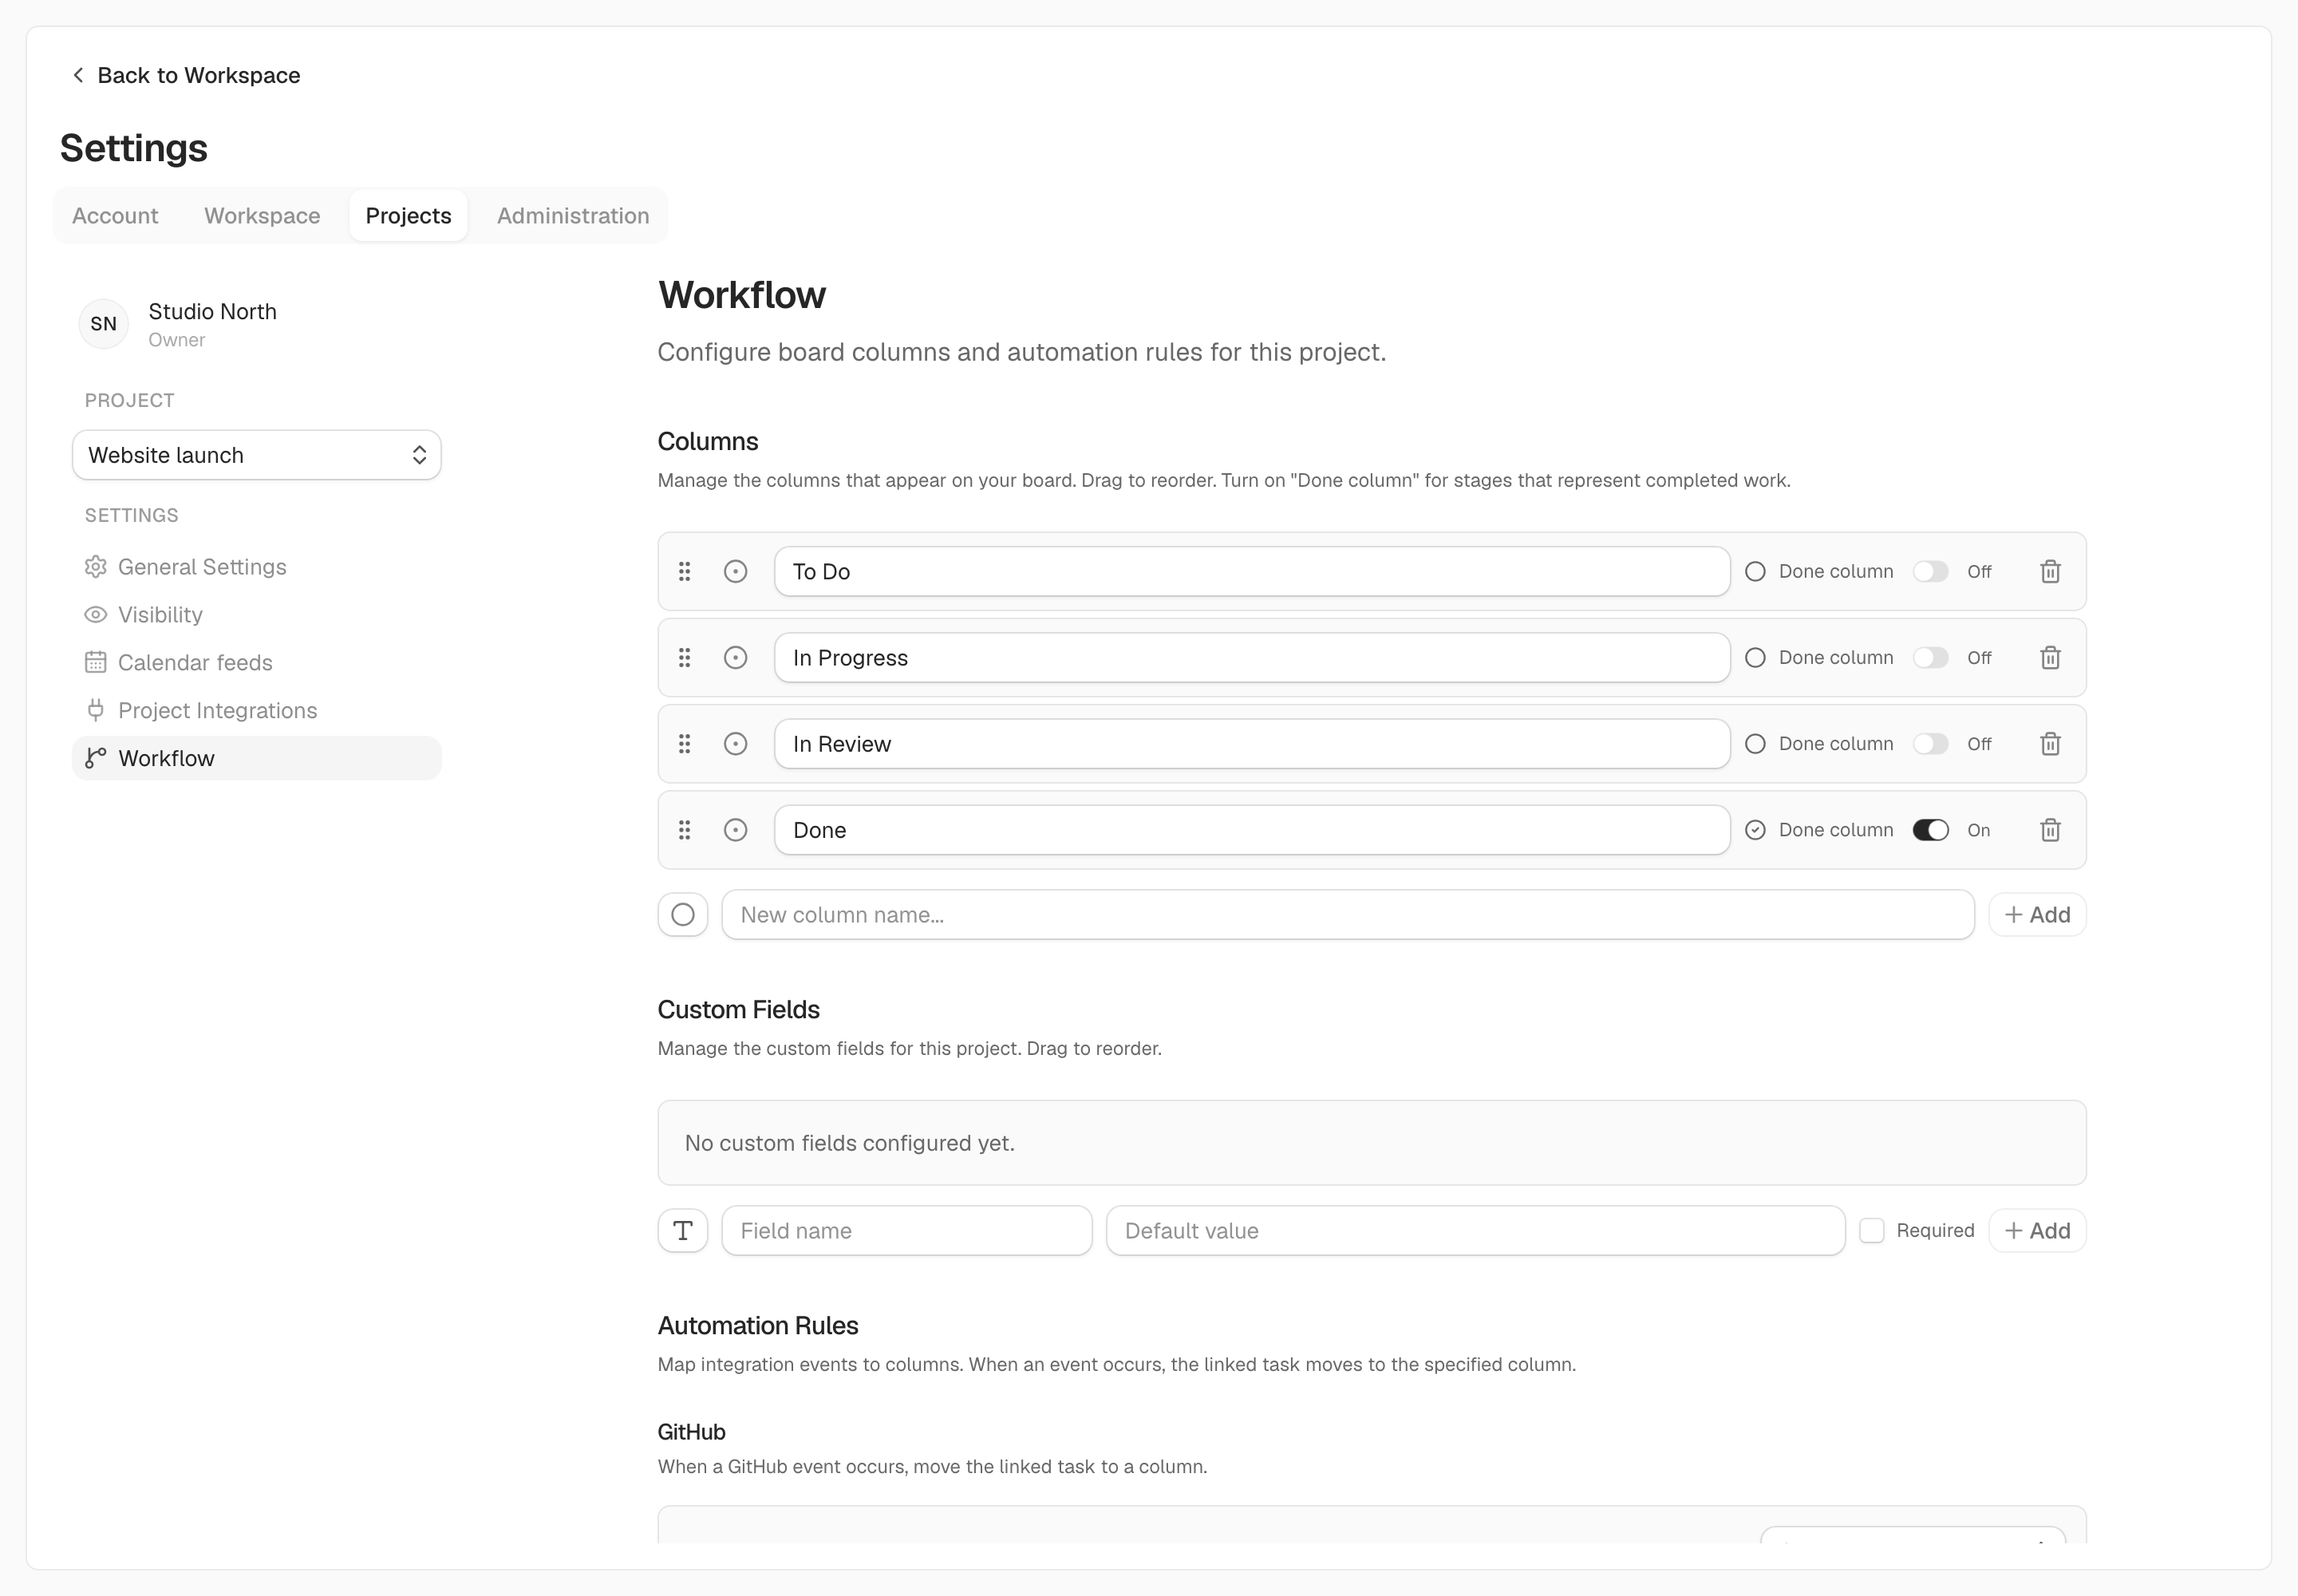 Back to Workspace
Settings
Account Workspace Projects Administration
SN
Studio North
Owner
PROJECT
Website launch
SETTINGS
General Settings
Visibility
Calendar feeds
Project Integrations
Workflow
Workflow
Configure board columns and automation rules for this project.
Columns
Manage the columns that appear on your board. Drag to reorder. Turn on "Done column" for stages that represent completed work.
To Do Done column Off
In Progress Done column Off
In Review Done column Off
Done Done column On
New column name... Add
Custom Fields
Manage the custom fields for this project. Drag to reorder.
No custom fields configured yet.
T Field name Default value Required Add
Automation Rules
Map integration events to columns. When an event occurs, the linked task moves to the specified column.
GitHub
When a GitHub event occurs, move the linked task to a column.